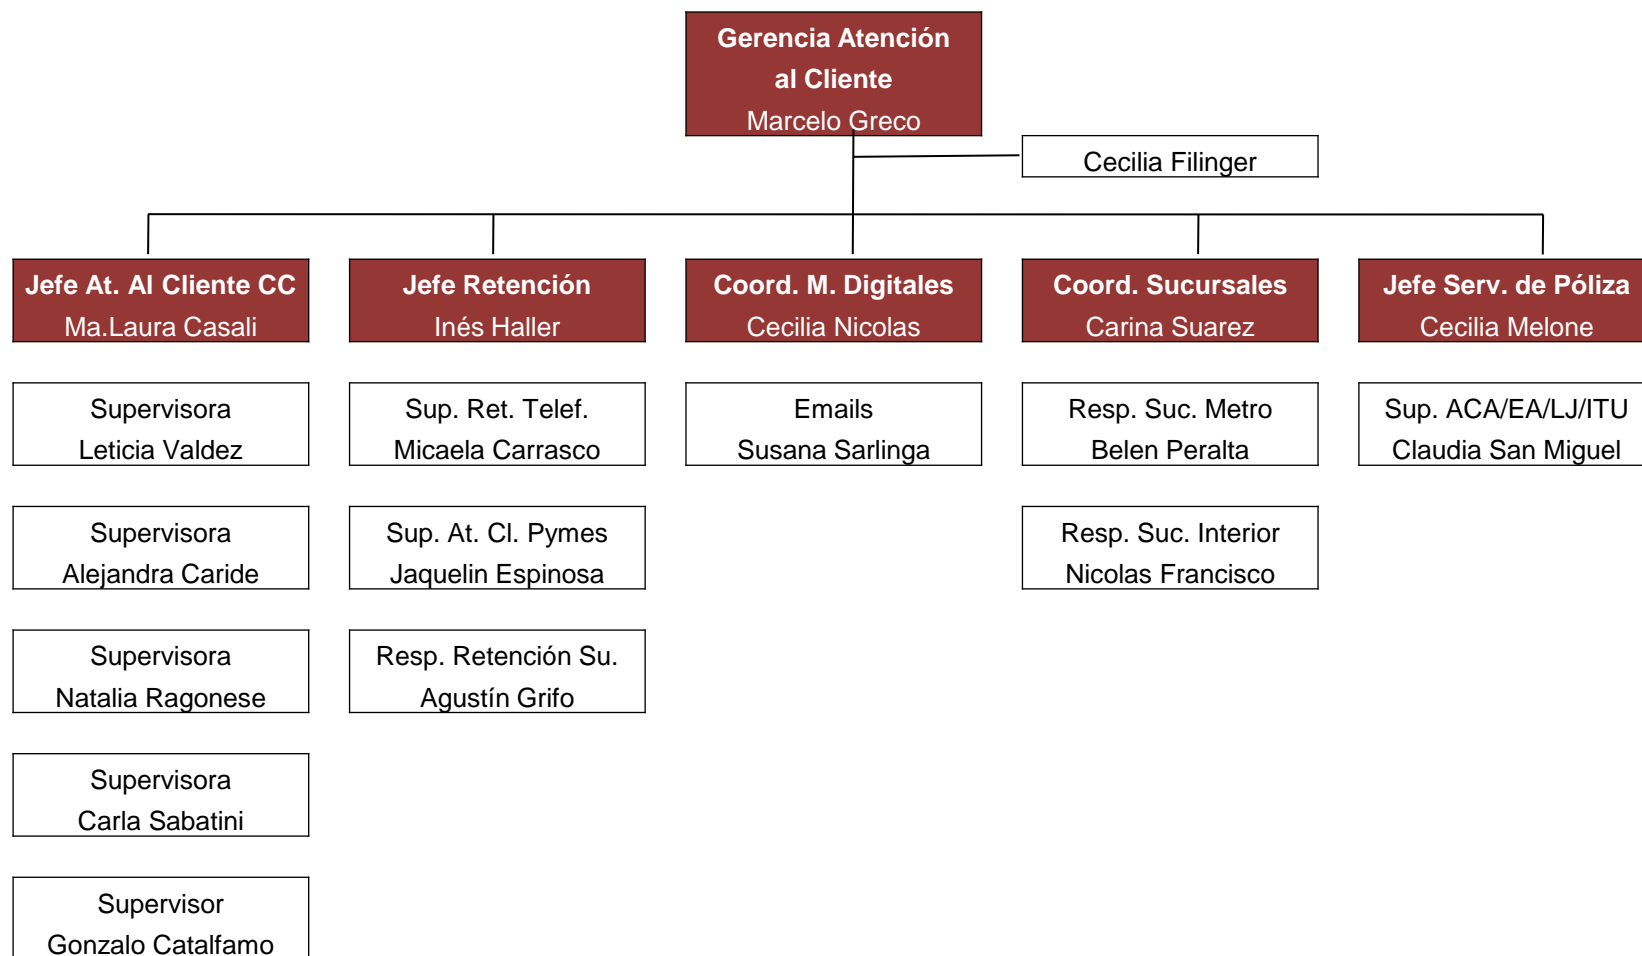 Gerencia Atención
al Cliente
Marcelo Greco
Cecilia Filinger
Jefe At. Al Cliente CC
Ma.Laura Casali
Jefe Retención
Inés Haller
Coord. M. Digitales
Cecilia Nicolas
Coord. Sucursales
Carina Suarez
Jefe Serv. de Póliza
Cecilia Melone
Supervisora
Leticia Valdez
Sup. Ret. Telef.
Micaela Carrasco
Emails
Susana Sarlinga
Resp. Suc. Metro
Belen Peralta
Sup. ACA/EA/LJ/ITU
Claudia San Miguel
Supervisora
Alejandra Caride
Sup. At. Cl. Pymes
Jaquelin Espinosa
Resp. Suc. Interior
Nicolas Francisco
Supervisora
Natalia Ragonese
Resp. Retención Su.
Agustín Grifo
Supervisora
Carla Sabatini
Supervisor
Gonzalo Catalfamo